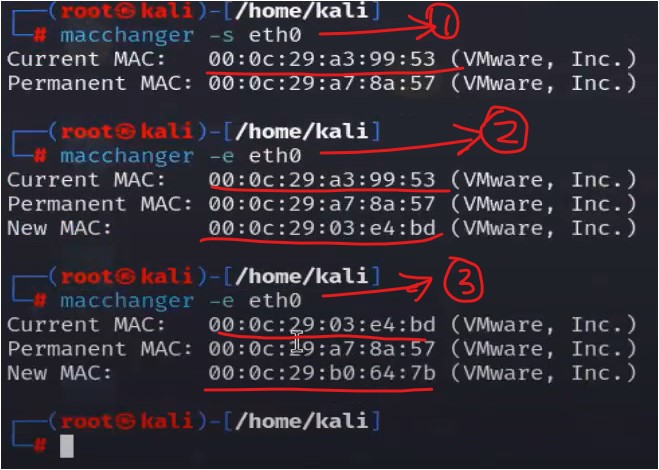 (root㉿kali)-[/home/kali]
# macchanger -s eth0 ①
Current MAC: 00:0c:29:a3:99:53 (VMware, Inc.)
Permanent MAC: 00:0c:29:a7:8a:57 (VMware, Inc.)
(root㉿kali)-[/home/kali]
# macchanger -e eth0 ②
Current MAC: 00:0c:29:a3:99:53 (VMware, Inc.)
Permanent MAC: 00:0c:29:a7:8a:57 (VMware, Inc.)
New MAC: 00:0c:29:03:e4:bd (VMware, Inc.)
(root㉿kali)-[/home/kali]
# macchanger -e eth0 ③
Current MAC: 00:0c:29:03:e4:bd (VMware, Inc.)
Permanent MAC: 00:0c:29:a7:8a:57 (VMware, Inc.)
New MAC: 00:0c:29:b0:64:7b (VMware, Inc.)
(root㉿kali)-[/home/kali]
#